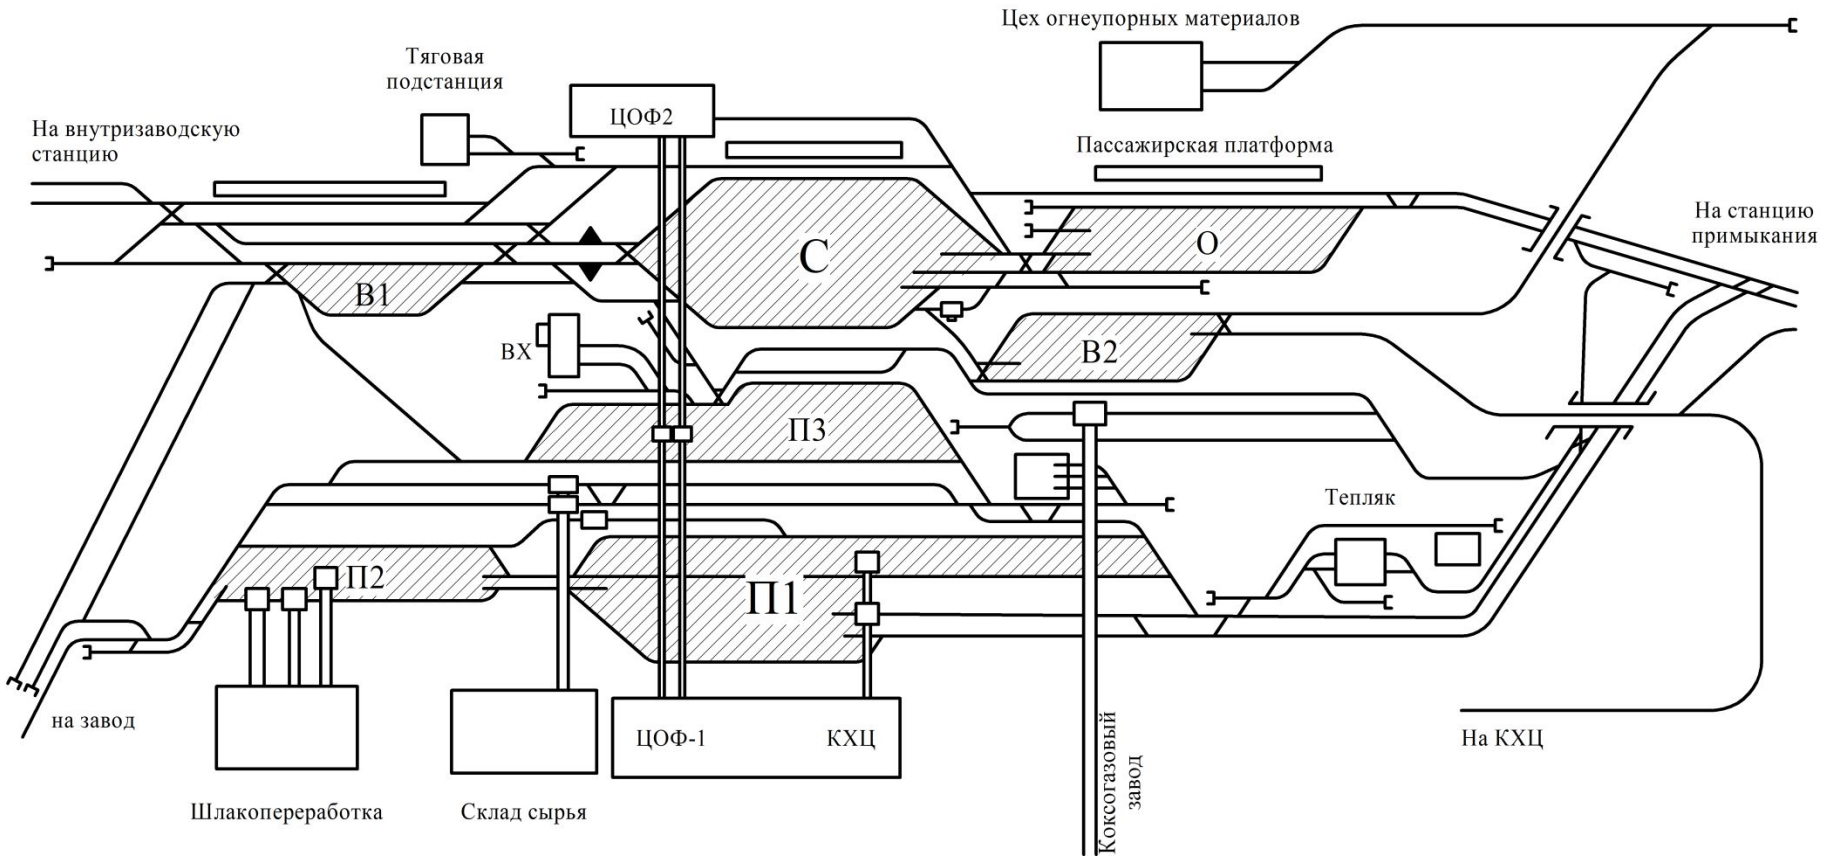 Цех огнеупорных материалов
Тяговая
подстанция
ЦОФ2
На внутризаводскую
станцию
Пассажирская платформа
На станцию
примыкания
С
О
В1
ВХ
В2
П3
Тепляк
П2
П1
на завод
ЦОФ-1
КХЦ
Коксогазовый
завод
На КХЦ
Шлакопереработка
Склад сырья